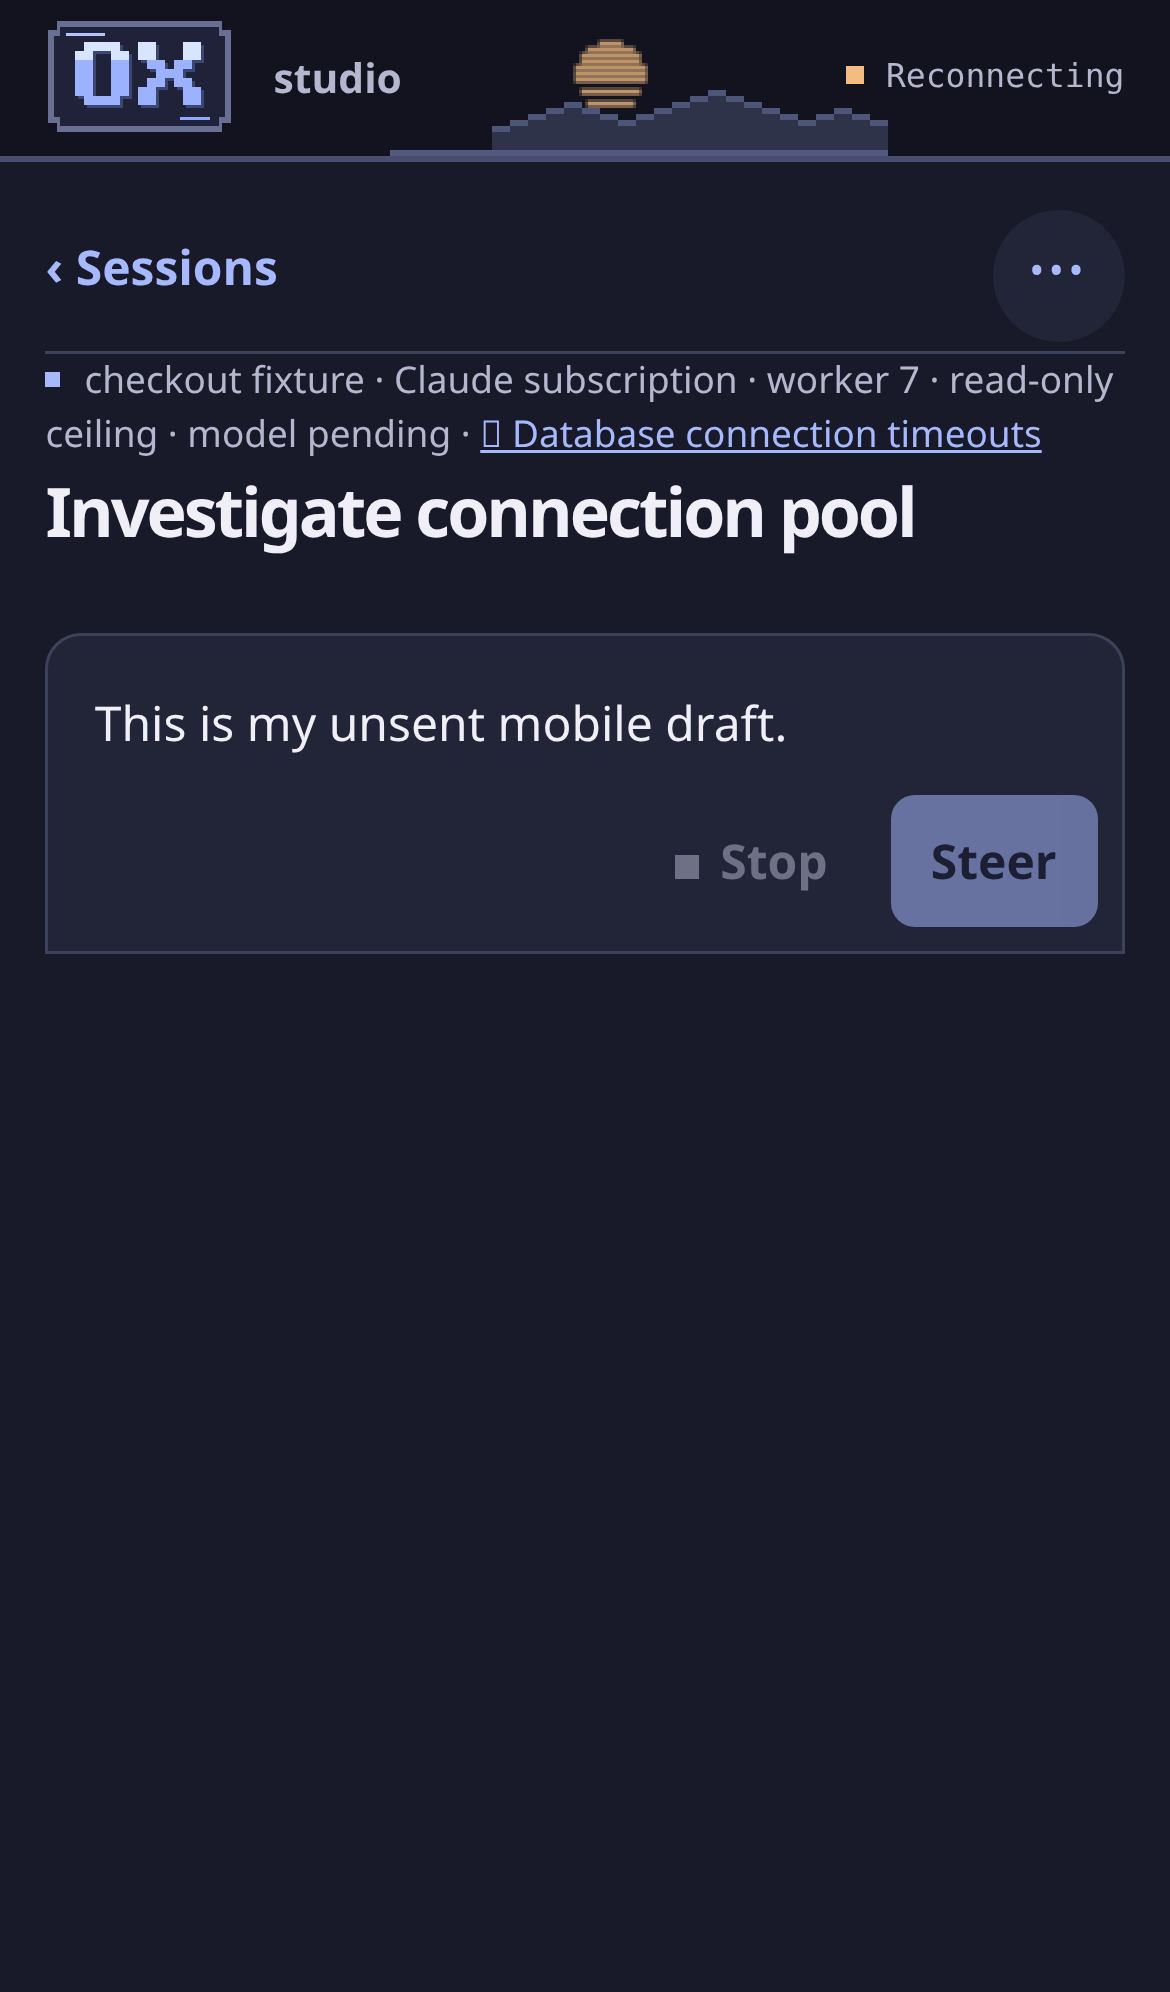 OX studio Reconnecting
‹ Sessions ...
checkout fixture · Claude subscription · worker 7 · read-only
ceiling · model pending · Database connection timeouts
Investigate connection pool
This is my unsent mobile draft.
Stop Steer